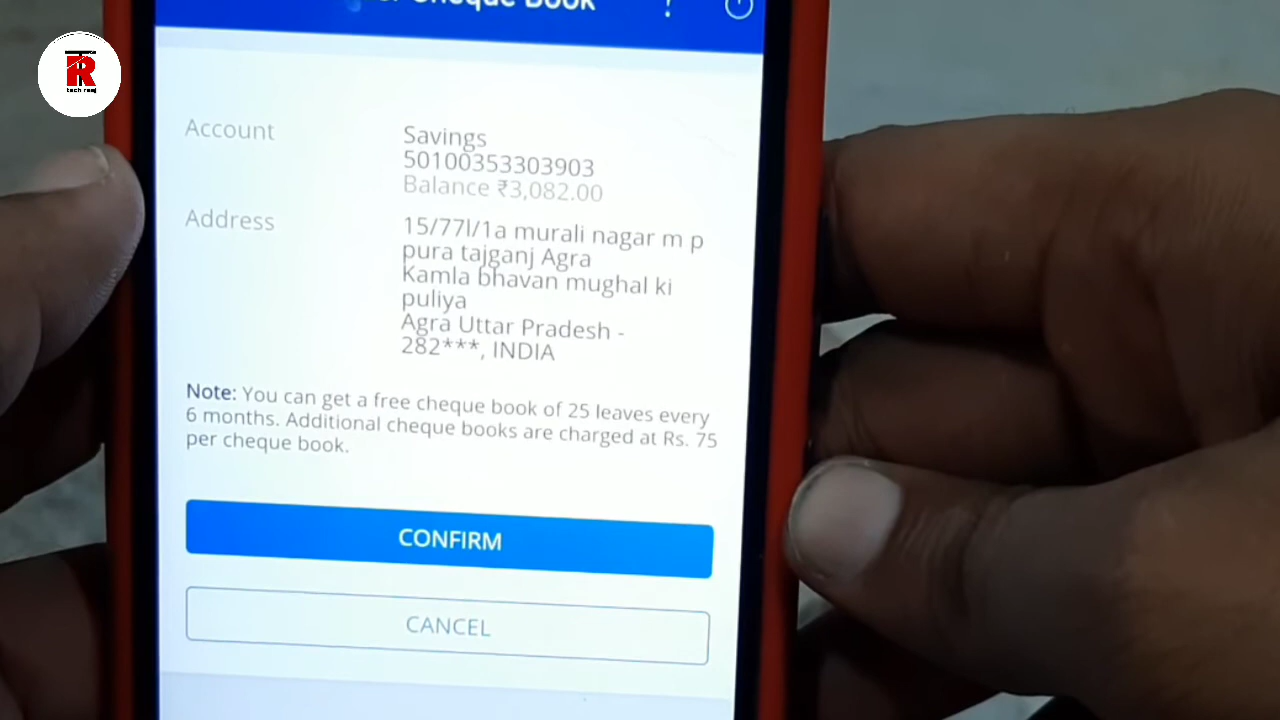 Cheque Book
TR
tech raaj
Account
Savings
50100353303903
Balance ₹3,082.00
Address
15/77l/1a murali nagar m p
pura tajganj Agra
Kamla bhavan mughal ki
puliya
Agra Uttar Pradesh -
282***, INDIA
Note: You can get a free cheque book of 25 leaves every
6 months. Additional cheque books are charged at Rs. 75
per cheque book.
CONFIRM
CANCEL